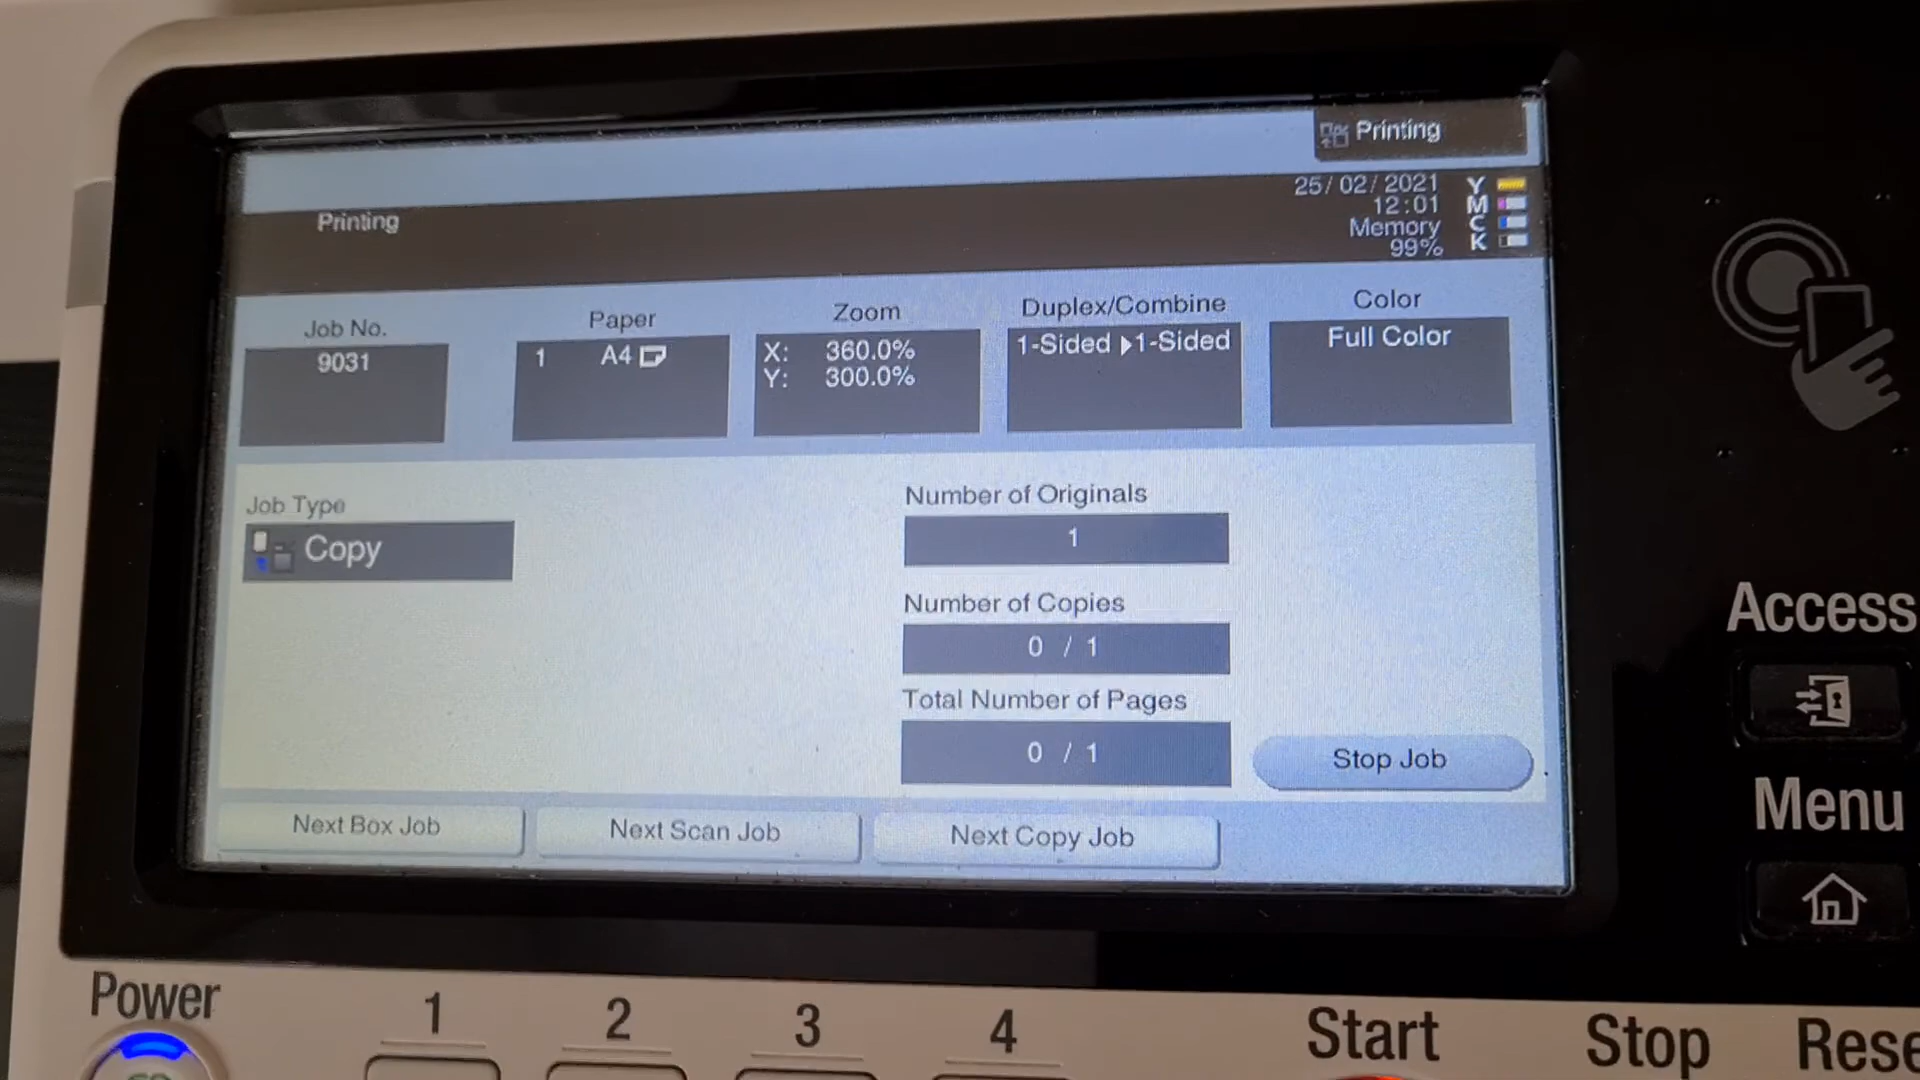 Printing
Printing
25/02/2021
12:01
Memory
99%
Y
M
C
K
Job No.
9031
Paper
1 A4
Zoom
X: 360.0%
Y: 300.0%
Duplex/Combine
1-Sided ▶1-Sided
Color
Full Color
Job Type
Copy
Number of Originals
1
Number of Copies
0 / 1
Total Number of Pages
0 / 1
Stop Job
Next Box Job
Next Scan Job
Next Copy Job
Access
Menu
Power
1
2
3
4
Start
Stop
Rese